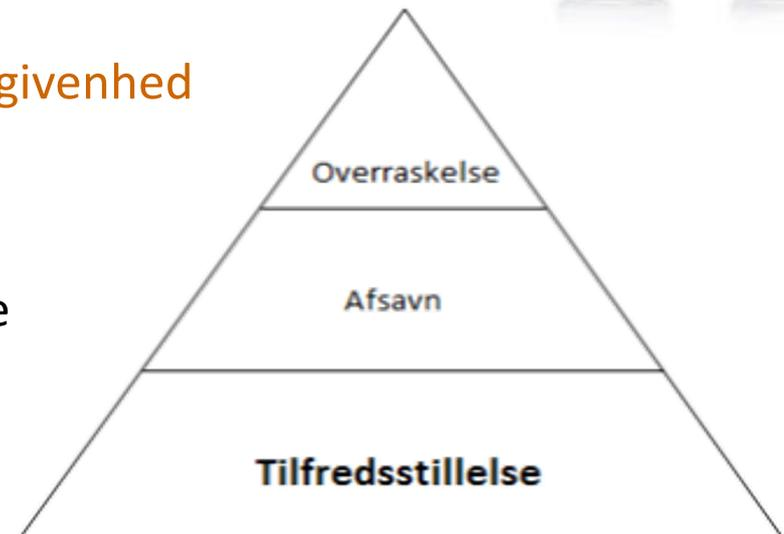 givenhed
Overraskelse
e
Afsavn
Tilfredsstillelse